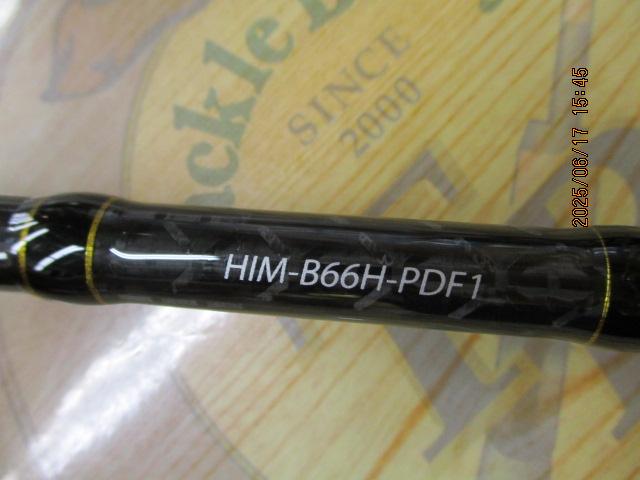 ckle B
SINCE
2000
2025/06/17 15:45
HIM-B66H-PDF1